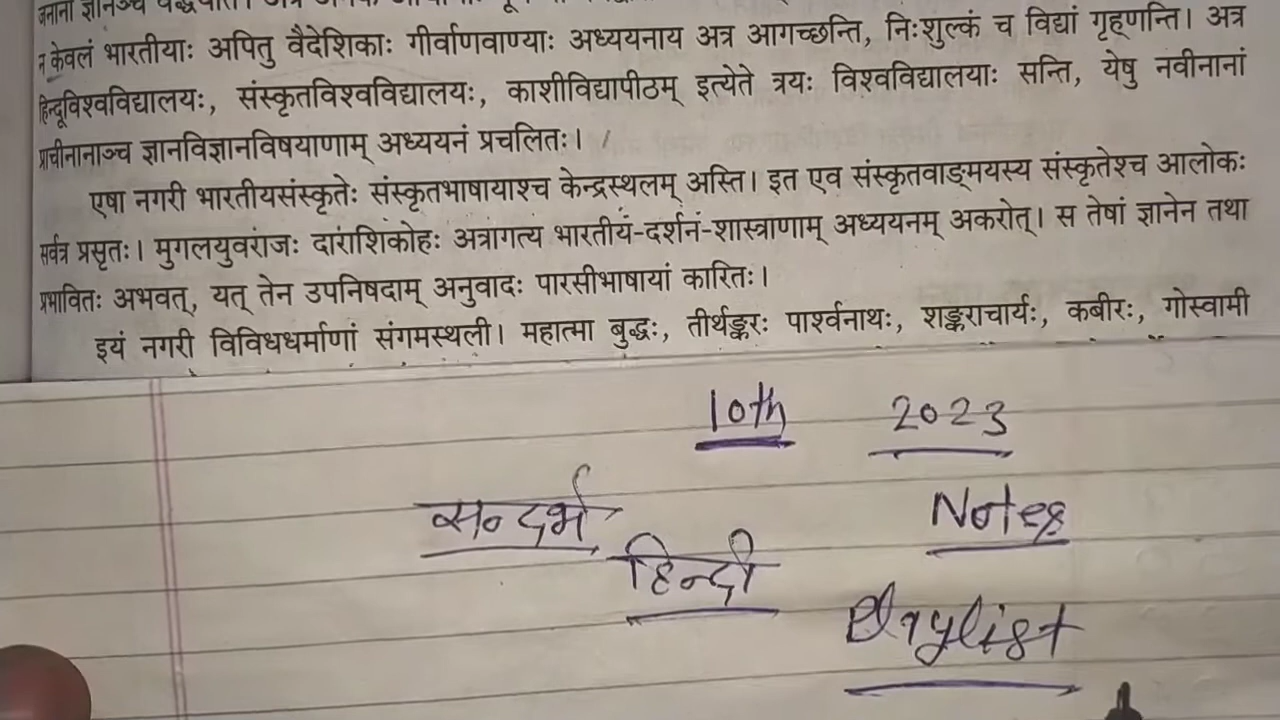 न केवलं भारतीयाः अपितु वैदेशिकाः गीर्वाणवाण्याः अध्ययनाय अत्र आगच्छन्ति, निःशुल्कं च विद्यां गृह्णन्ति। अत्र
हिन्दूविश्वविद्यालयः, संस्कृतविश्वविद्यालयः, काशीविद्यापीठम् इत्येते त्रयः विश्वविद्यालयाः सन्ति, येषु नवीनानां
प्राचीनानाञ्च ज्ञानविज्ञानविषयाणाम् अध्ययनं प्रचलितः।
एषा नगरी भारतीयसंस्कृतेः संस्कृतभाषायाश्च केन्द्रस्थलम् अस्ति। इत एव संस्कृतवाङ्मयस्य संस्कृतेश्च आलोकः
सर्वत्र प्रसृतः। मुगलयुवराजः दाराशिकोहः अत्रागत्य भारतीयं-दर्शनं-शास्त्राणाम् अध्ययनम् अकरोत्। स तेषां ज्ञानेन तथा
प्रभावितः अभवत्, यत् तेन उपनिषदाम् अनुवादः पारसीभाषायां कारितः।
इयं नगरी विविधधर्माणां संगमस्थली। महात्मा बुद्धः, तीर्थङ्करः पार्श्वनाथः, शङ्कराचार्यः, कबीरः, गोस्वामी
10th 2023
सन्दर्भ Notes
हिन्दी
Playlist